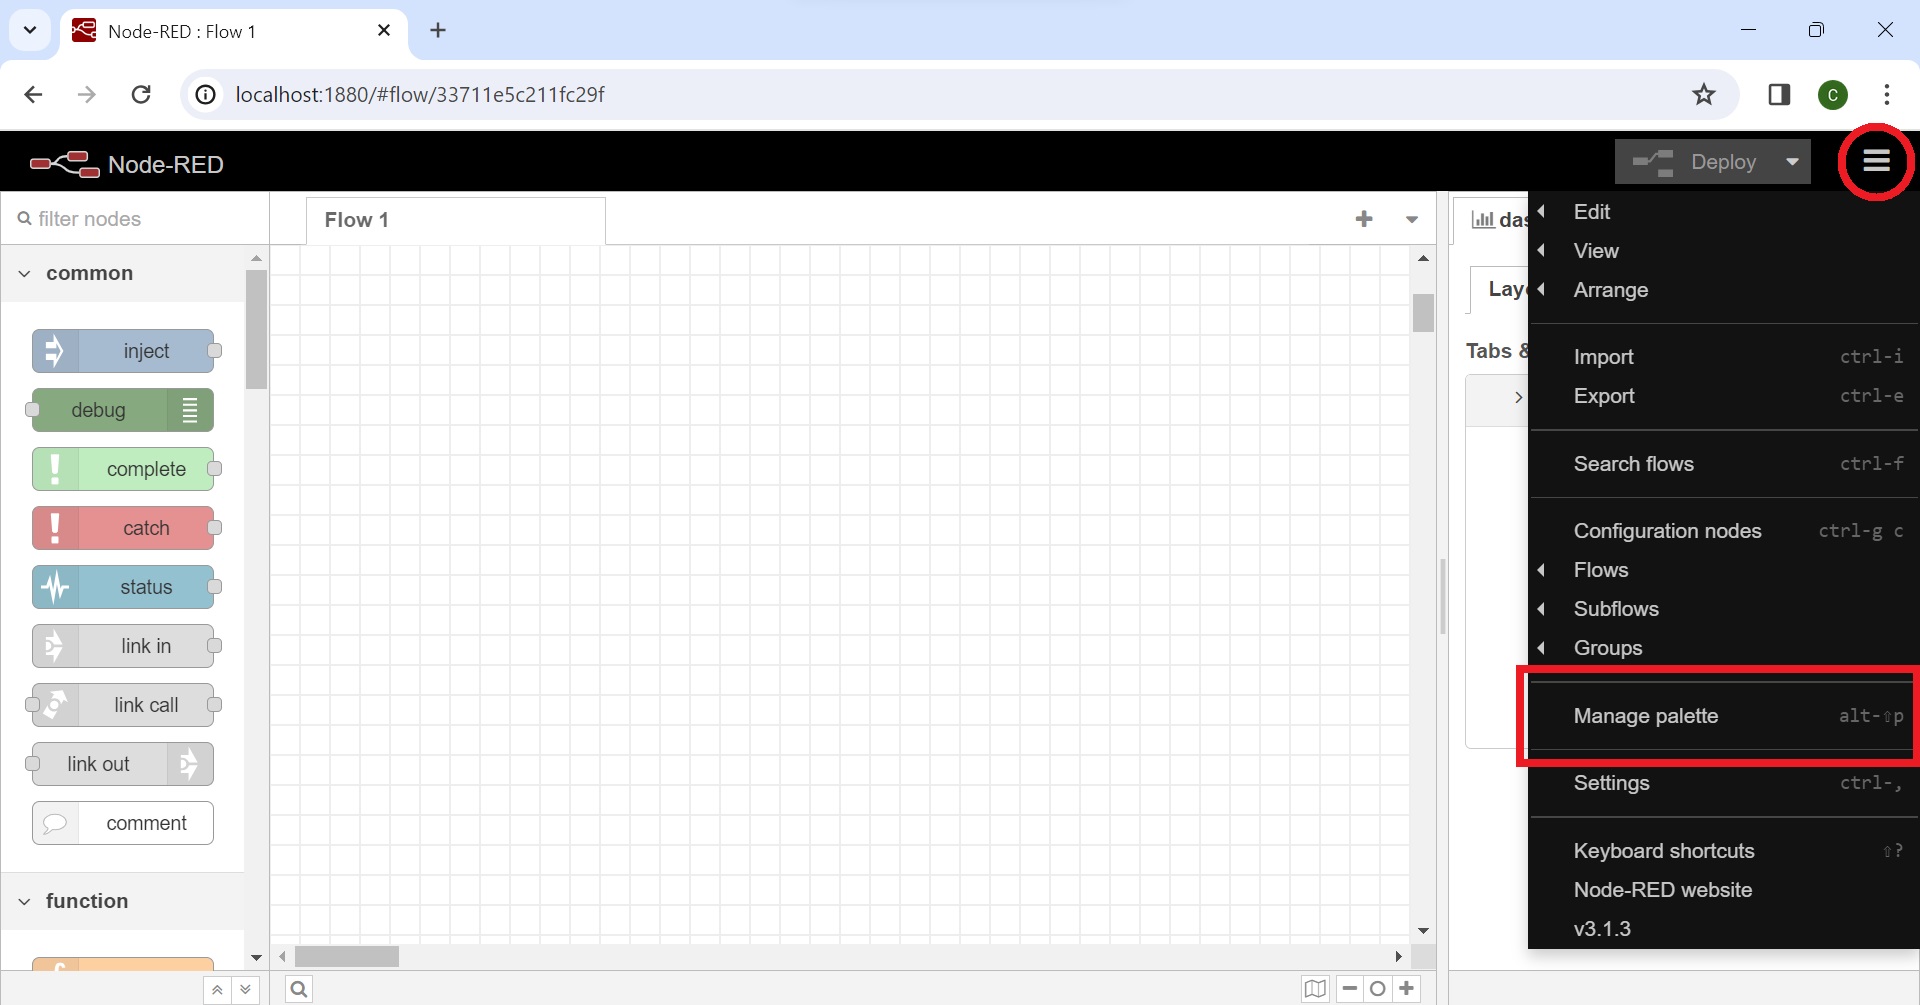 Node-RED : Flow 1
localhost:1880/#flow/33711e5c211fc29f
C
Node-RED
Deploy
filter nodes
Flow 1
common
inject
debug
complete
catch
status
link in
link call
link out
comment
function
f
das
Lay
Tabs &
Edit
View
Arrange
Import ctrl-i
Export ctrl-e
Search flows ctrl-f
Configuration nodes ctrl-g c
Flows
Subflows
Groups
Manage palette alt-⇧p
Settings ctrl-,
Keyboard shortcuts ⇧?
Node-RED website
v3.1.3